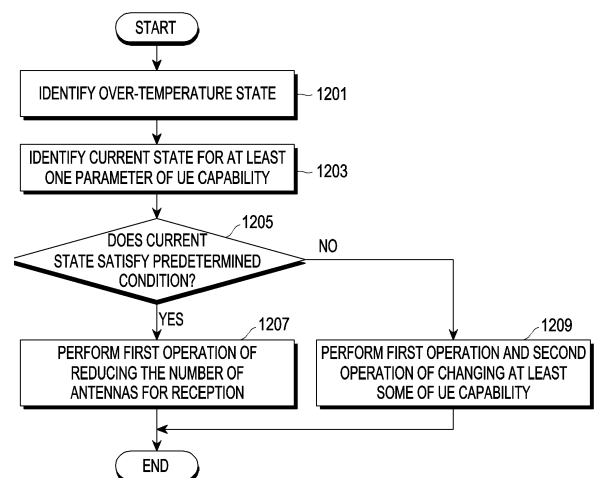 START
IDENTIFY OVER-TEMPERATURE STATE
1201
IDENTIFY CURRENT STATE FOR AT LEAST
ONE PARAMETER OF UE CAPABILITY
1203
1205
DOES CURRENT
STATE SATISFY PREDETERMINED
CONDITION?
NO
YES
1207
PERFORM FIRST OPERATION OF
REDUCING THE NUMBER OF
ANTENNAS FOR RECEPTION
1209
PERFORM FIRST OPERATION AND SECOND
OPERATION OF CHANGING AT LEAST
SOME OF UE CAPABILITY
END